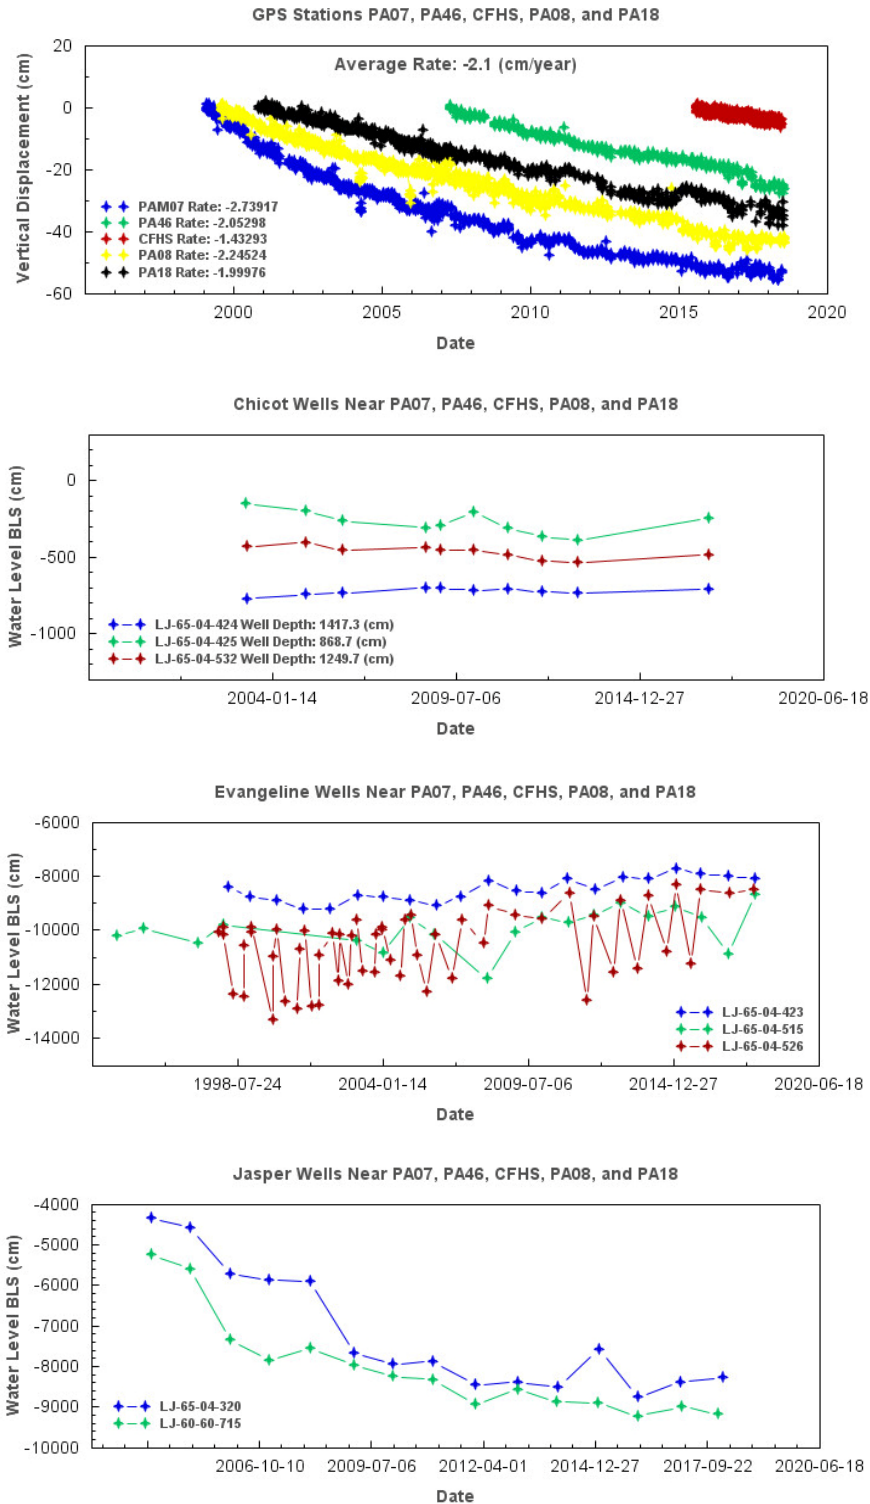 GPS Stations PA07, PA46, CFHS, PA08, and PA18
Average Rate: -2.1 (cm/year)
Vertical Displacement (cm)
20
0
-20
-40
-60
PAM07 Rate: -2.73917
PA46 Rate: -2.05298
CFHS Rate: -1.43293
PA08 Rate: -2.24524
PA18 Rate: -1.99976
2000 2005 2010 2015 2020
Date
Chicot Wells Near PA07, PA46, CFHS, PA08, and PA18
Water Level BLS (cm)
0
-500
-1000
LJ-65-04-424 Well Depth: 1417.3 (cm)
LJ-65-04-425 Well Depth: 868.7 (cm)
LJ-65-04-532 Well Depth: 1249.7 (cm)
2004-01-14 2009-07-06 2014-12-27 2020-06-18
Date
Evangeline Wells Near PA07, PA46, CFHS, PA08, and PA18
Water Level BLS (cm)
-6000
-8000
-10000
-12000
-14000
LJ-65-04-423
LJ-65-04-515
LJ-65-04-526
1998-07-24 2004-01-14 2009-07-06 2014-12-27 2020-06-18
Date
Jasper Wells Near PA07, PA46, CFHS, PA08, and PA18
Water Level BLS (cm)
-4000
-5000
-6000
-7000
-8000
-9000
-10000
LJ-65-04-320
LJ-60-60-715
2006-10-10 2009-07-06 2012-04-01 2014-12-27 2017-09-22 2020-06-18
Date